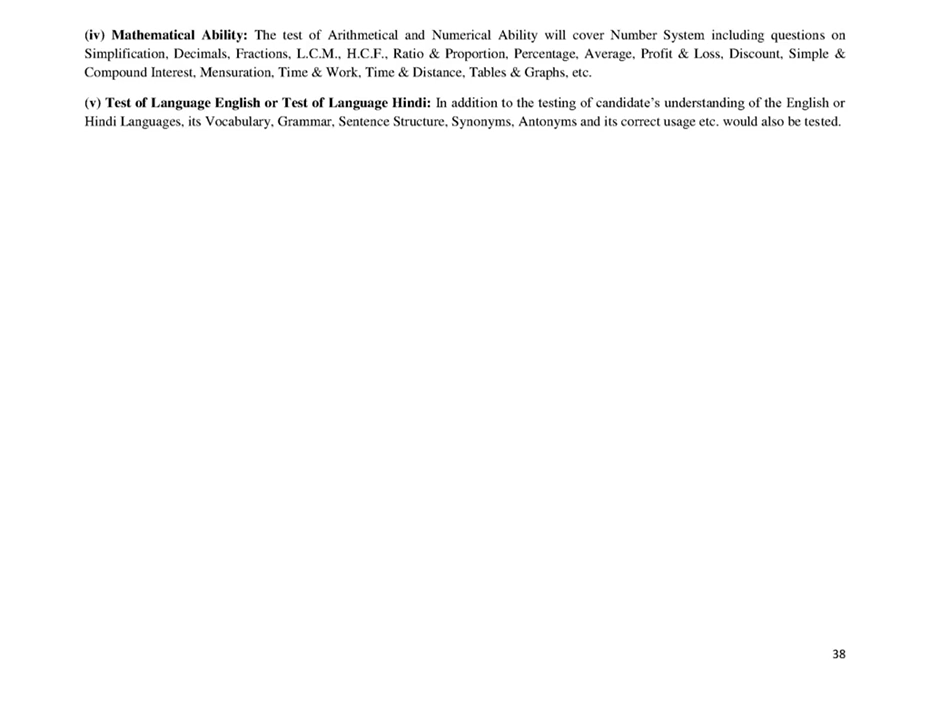 (iv) Mathematical Ability: The test of Arithmetical and Numerical Ability will cover Number System including questions on
Simplification, Decimals, Fractions, L.C.M., H.C.F., Ratio & Proportion, Percentage, Average, Profit & Loss, Discount, Simple &
Compound Interest, Mensuration, Time & Work, Time & Distance, Tables & Graphs, etc.
(v) Test of Language English or Test of Language Hindi: In addition to the testing of candidate's understanding of the English or
Hindi Languages, its Vocabulary, Grammar, Sentence Structure, Synonyms, Antonyms and its correct usage etc. would also be tested.
38